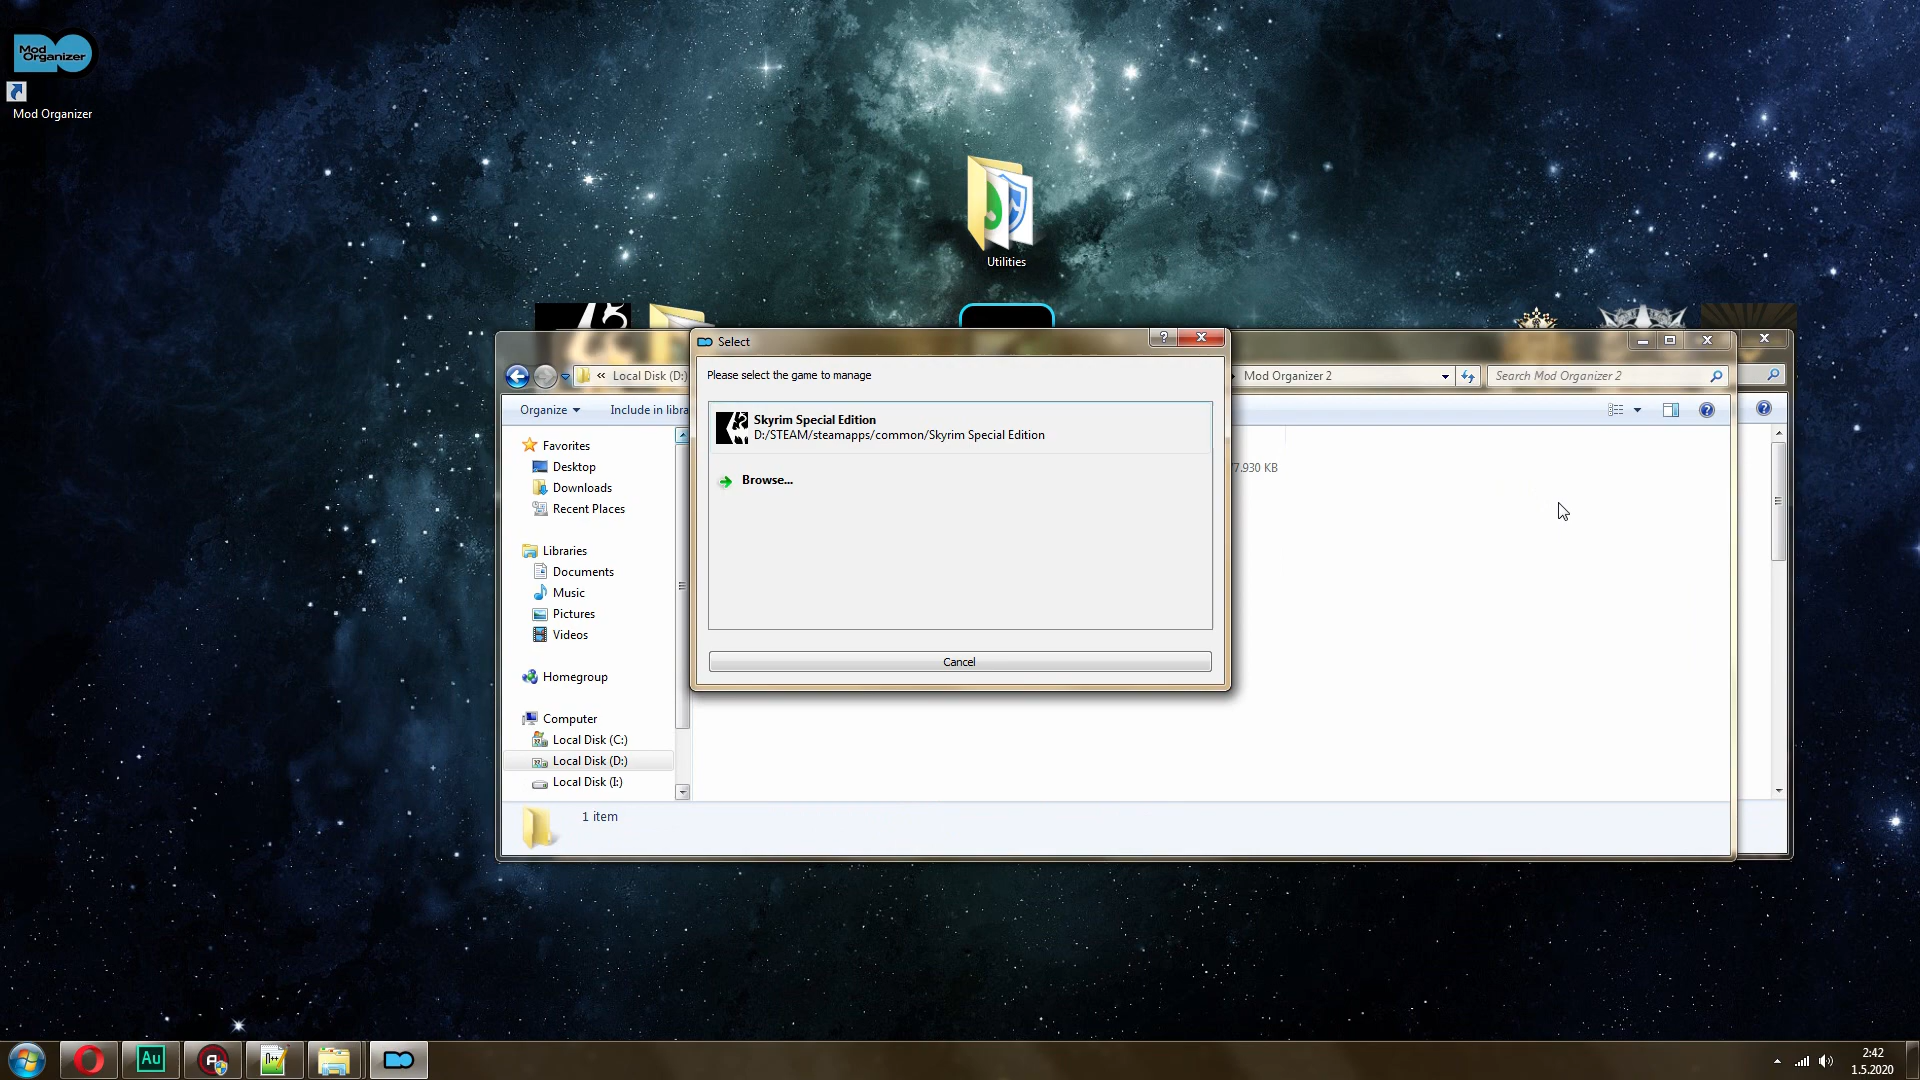 Mod
Organizer
Mod Organizer
Utilities
Select
?
Please select the game to manage
Skyrim Special Edition
D:/STEAM/steamapps/common/Skyrim Special Edition
Browse...
Cancel
« Local Disk (D:)
Mod Organizer 2
Search Mod Organizer 2
Organize
Include in libra
7.930 KB
Favorites
Desktop
Downloads
Recent Places
Libraries
Documents
Music
Pictures
Videos
Homegroup
Computer
Local Disk (C:)
Local Disk (D:)
Local Disk (I:)
1 item
Au
2:42
1.5.2020